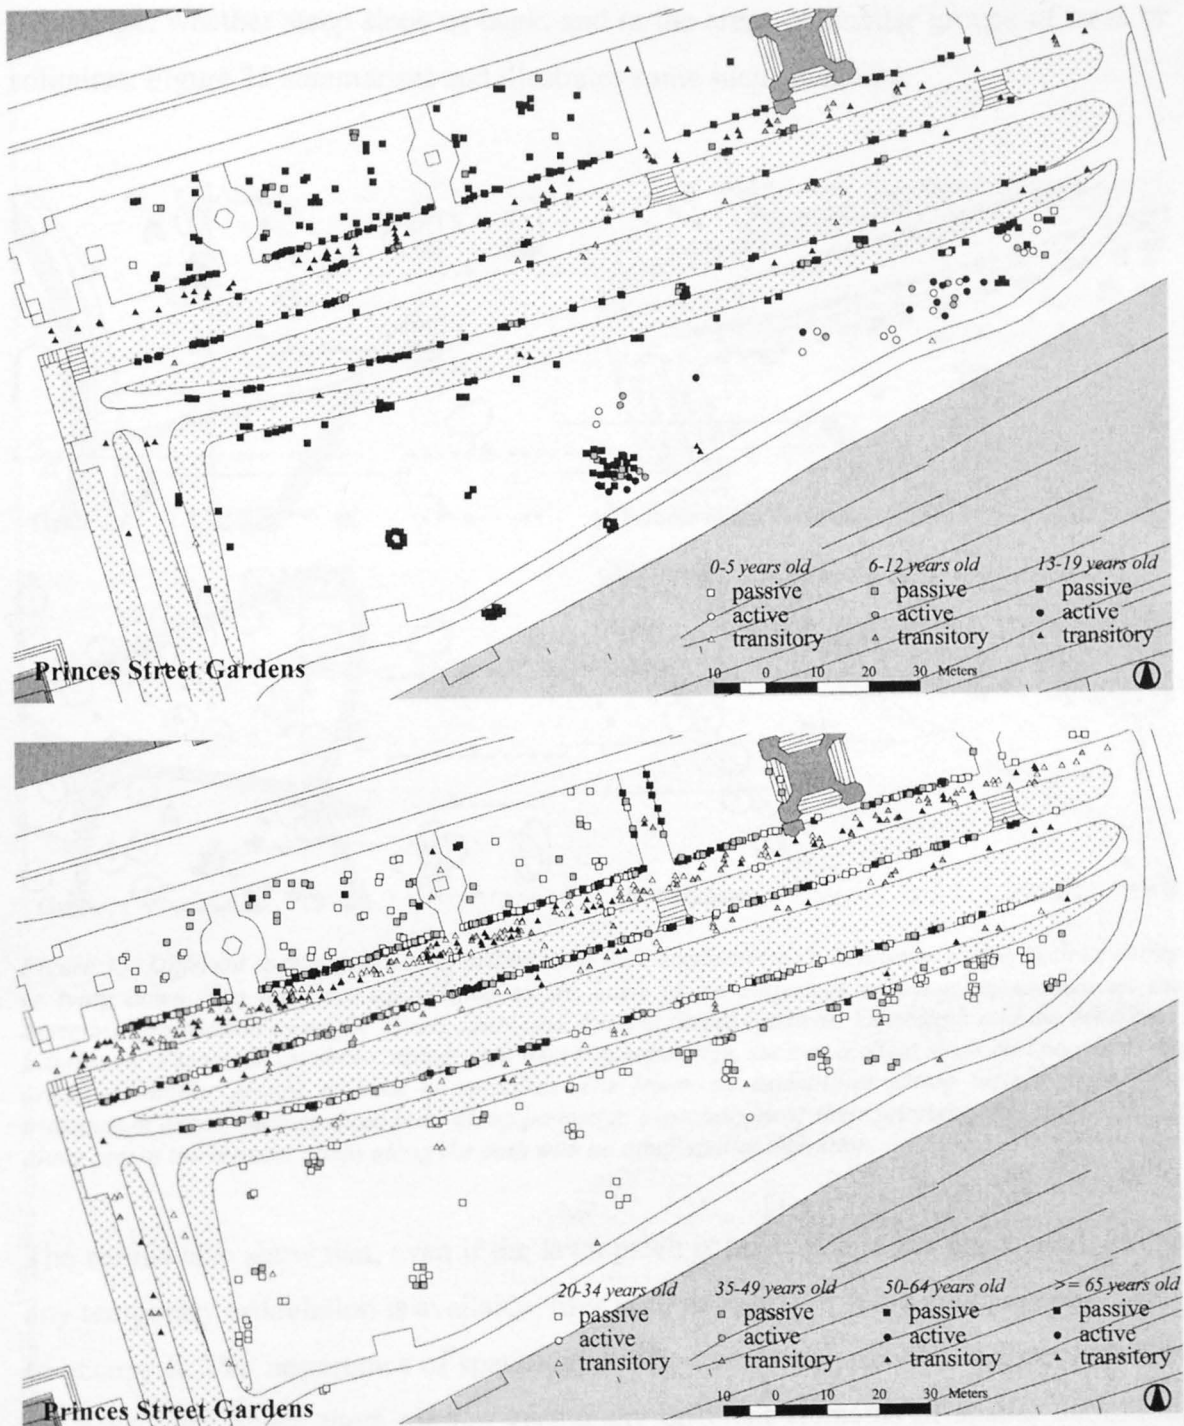 0-5 years old 6-12 years old 13-19 years old
passive passive passive
active active active
transitory transitory transitory
Princes Street Gardens
10 0 10 20 30 Meters
20-34 years old 35-49 years old 50-64 years old >= 65 years old
passive passive passive passive
active active active active
transitory transitory transitory transitory
10 0 10 20 30 Meters
Princes Street Gardens